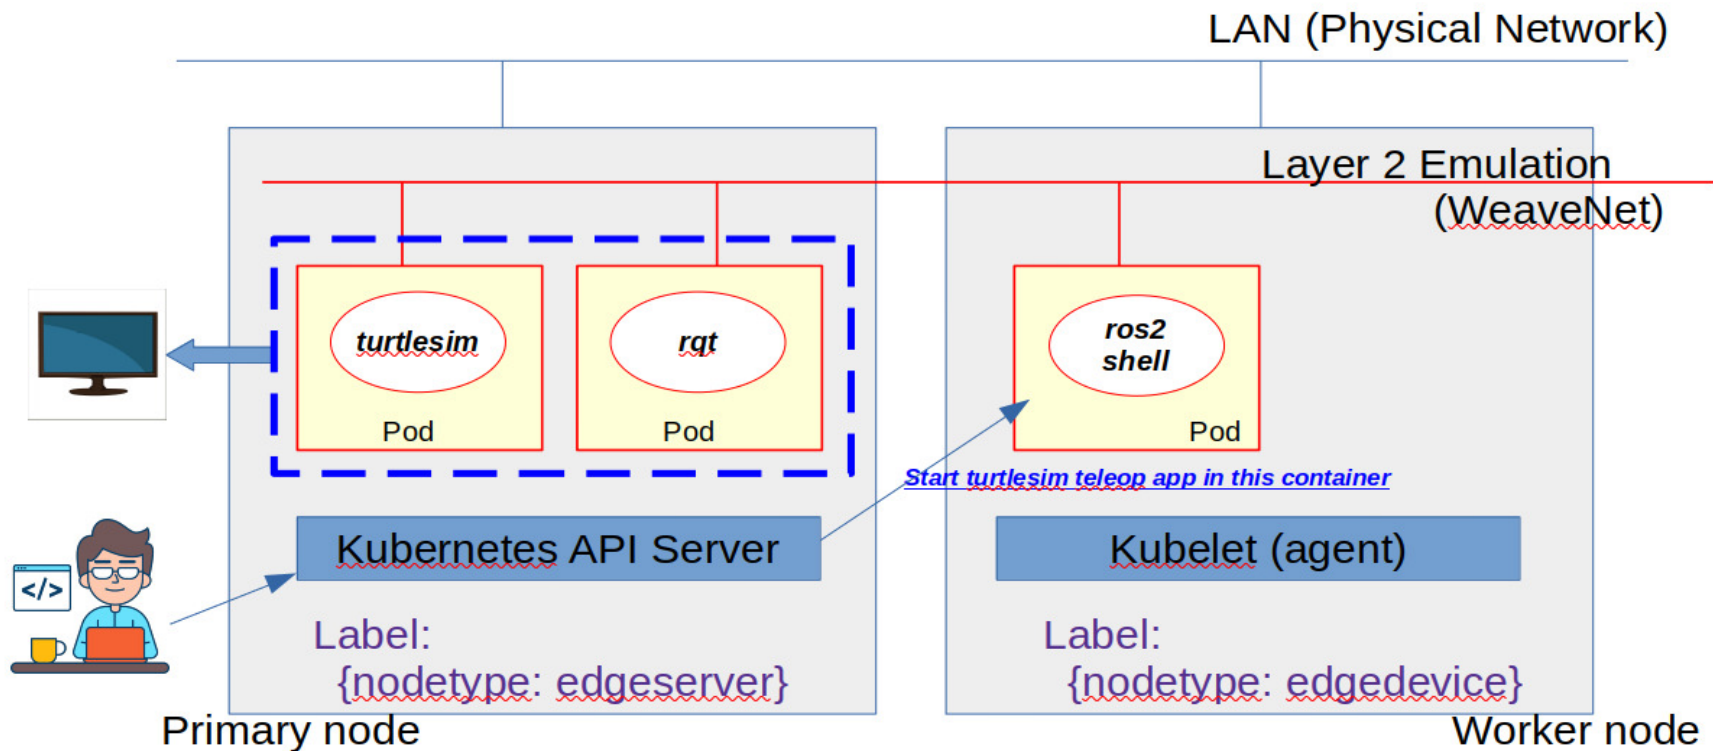 LAN (Physical Network)
Layer 2 Emulation
(WeaveNet)
turtlesim
Pod
rqt
Pod
ros2
shell
Pod
Start turtlesim teleop app in this container
Kubernetes API Server
Kubelet (agent)
</>
Label:
{nodetype: edgeserver}
Label:
{nodetype: edgedevice}
Primary node
Worker node